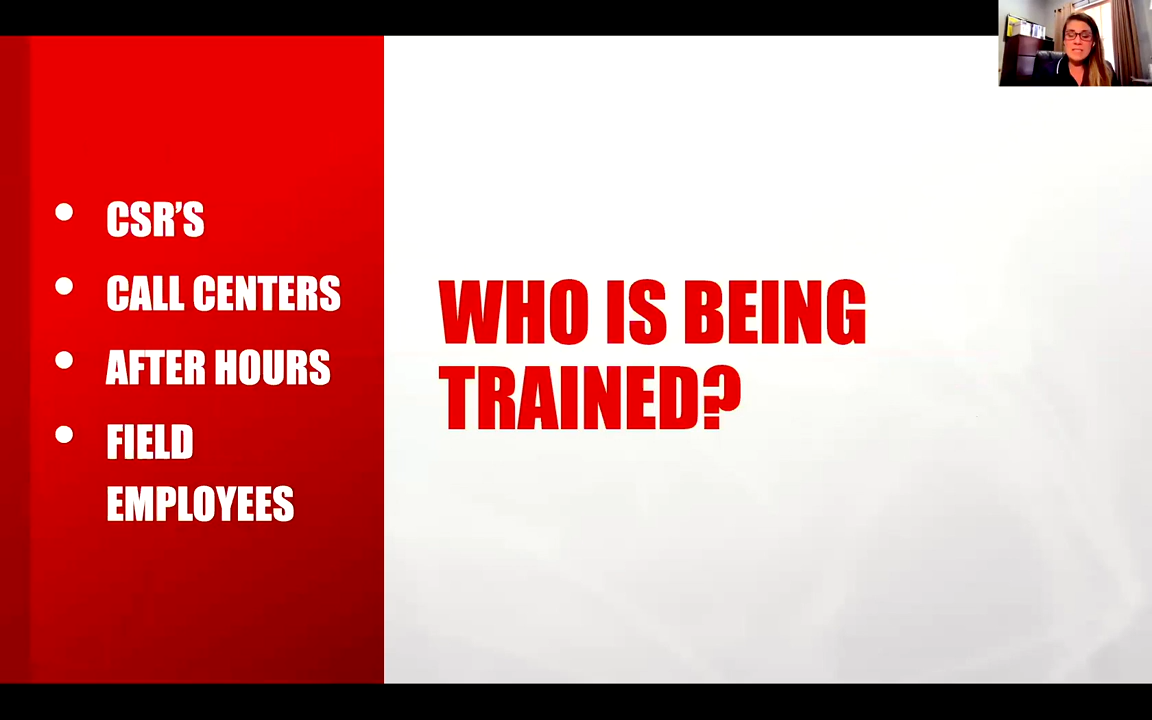 CSR’S
CALL CENTERS
AFTER HOURS
FIELD
EMPLOYEES
WHO IS BEING
TRAINED?